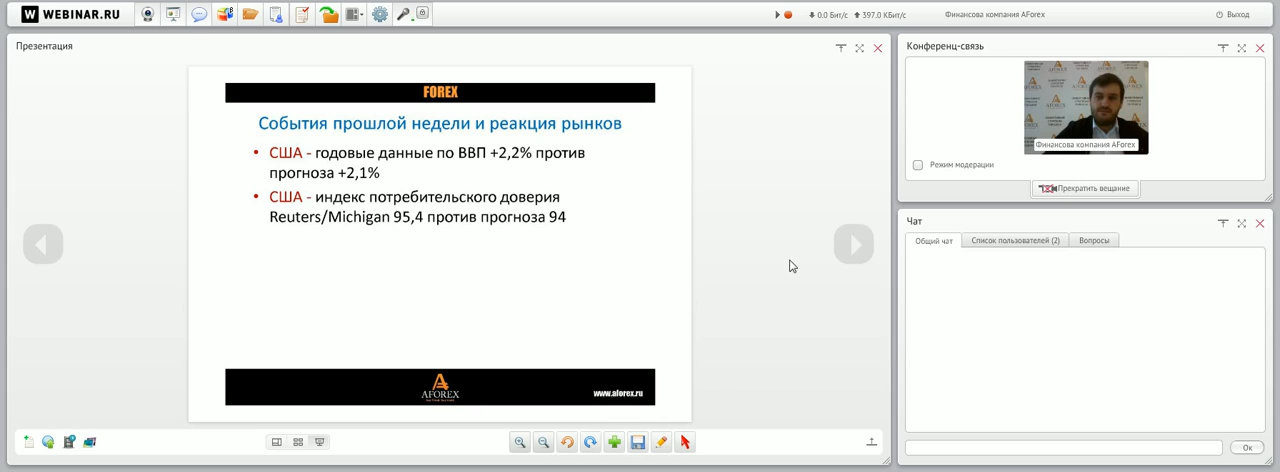 W WEBINAR.RU
0.0 Бит/с 397.0 КБит/с
Финансова компания AForex
Выход
Презентация
FOREX
События прошлой недели и реакция рынков
• США - годовые данные по ВВП +2,2% против
прогноза +2,1%
• США - индекс потребительского доверия
Reuters/Michigan 95,4 против прогноза 94
AFOREX
www.aforex.ru
Конференц-связь
Финансова компания AForex
Режим модерации
Прекратить вещание
Чат
Общий чат
Список пользователей (2)
Вопросы
Ок